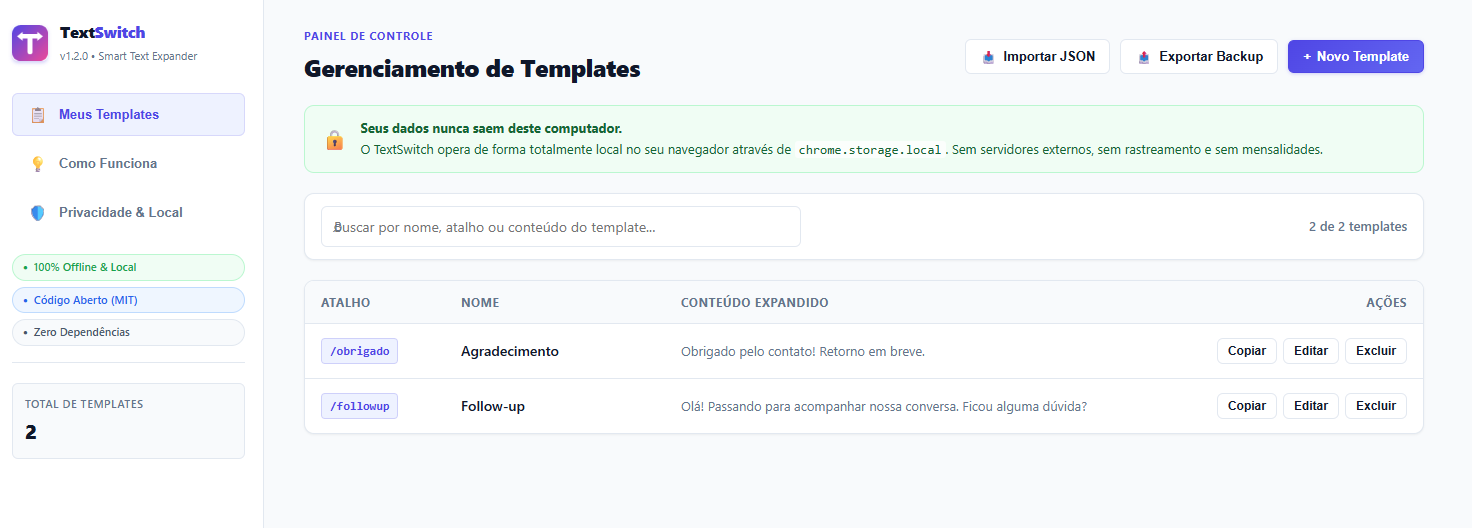 TextSwitch
v1.2.0 • Smart Text Expander
Meus Templates
Como Funciona
Privacidade & Local
• 100% Offline & Local
• Código Aberto (MIT)
• Zero Dependências
TOTAL DE TEMPLATES
2
PAINEL DE CONTROLE
Gerenciamento de Templates
Importar JSON
Exportar Backup
+ Novo Template
Seus dados nunca saem deste computador.
O TextSwitch opera de forma totalmente local no seu navegador através de chrome.storage.local. Sem servidores externos, sem rastreamento e sem mensalidades.
Buscar por nome, atalho ou conteúdo do template...
2 de 2 templates
ATALHO NOME CONTEÚDO EXPANDIDO AÇÕES
/obrigado Agradecimento Obrigado pelo contato! Retorno em breve. Copiar Editar Excluir
/followup Follow-up Olá! Passando para acompanhar nossa conversa. Ficou alguma dúvida? Copiar Editar Excluir